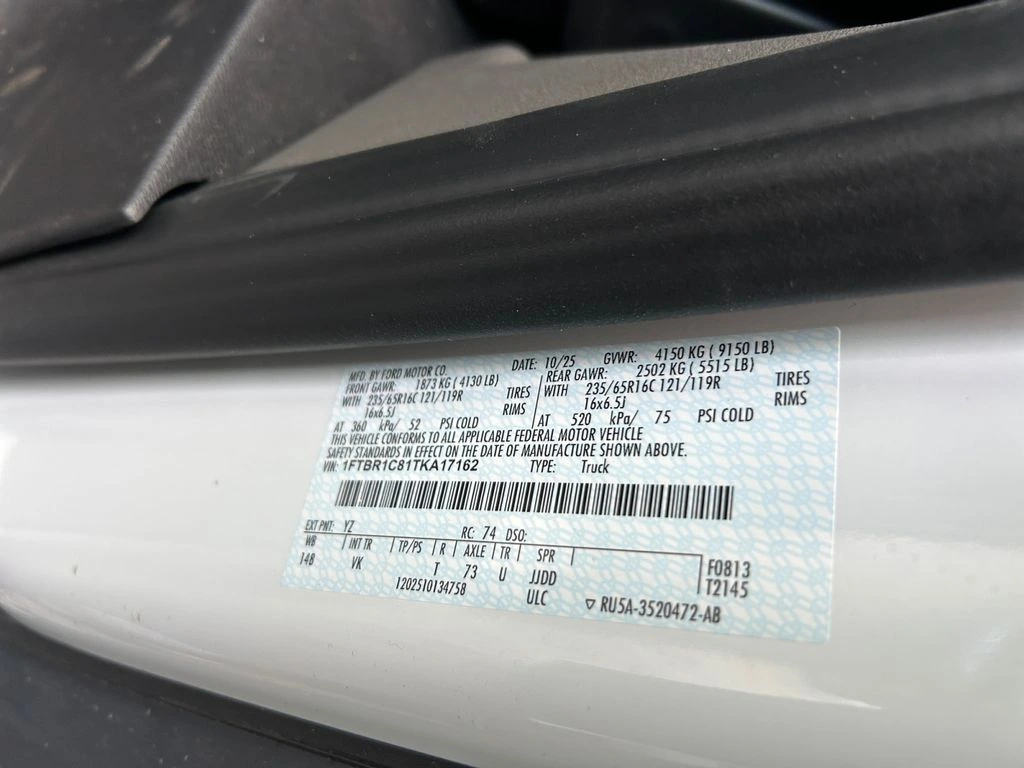 MFD. BY FORD MOTOR CO. DATE: 10/25 GVWR: 4150 KG ( 9150 LB)
FRONT GAWR: 1873 KG ( 4130 LB) REAR GAWR: 2502 KG ( 5515 LB)
WITH 235/65R16C 121/119R TIRES WITH 235/65R16C 121/119R TIRES
16x6.5J RIMS 16x6.5J RIMS
AT 360 kPa/ 52 PSI COLD AT 520 kPa/ 75 PSI COLD
THIS VEHICLE CONFORMS TO ALL APPLICABLE FEDERAL MOTOR VEHICLE
SAFETY STANDARDS IN EFFECT ON THE DATE OF MANUFACTURE SHOWN ABOVE.
VIN: 1FTBR1C81TKA17162 TYPE: Truck
EXT PNT: YZ RC: 74 DSO:
WB INT TR TP/PS R AXLE TR SPR
148 VK T 73 U JJDD F0813
1202510134758 ULC T2145
▽ RU5A-3520472-AB